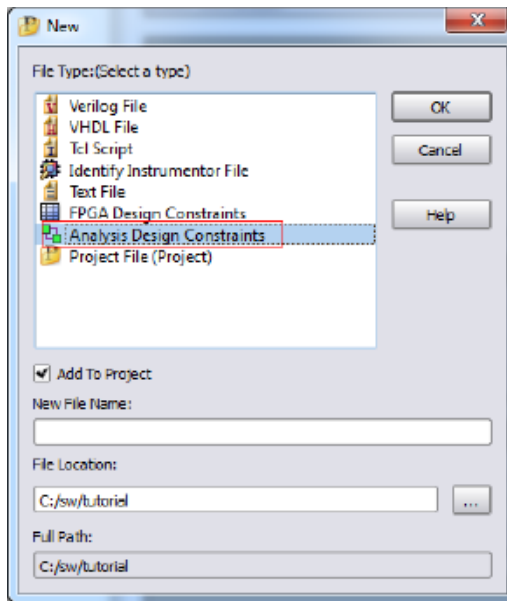 New
File Type:(Select a type)
Verilog File
VHDL File
Tcl Script
Identify Instrumentor File
Text File
FPGA Design Constraints
Analysis Design Constraints
Project File (Project)
OK
Cancel
Help
Add To Project
New File Name:
File Location:
C:/sw/tutorial
...
Full Path:
C:/sw/tutorial